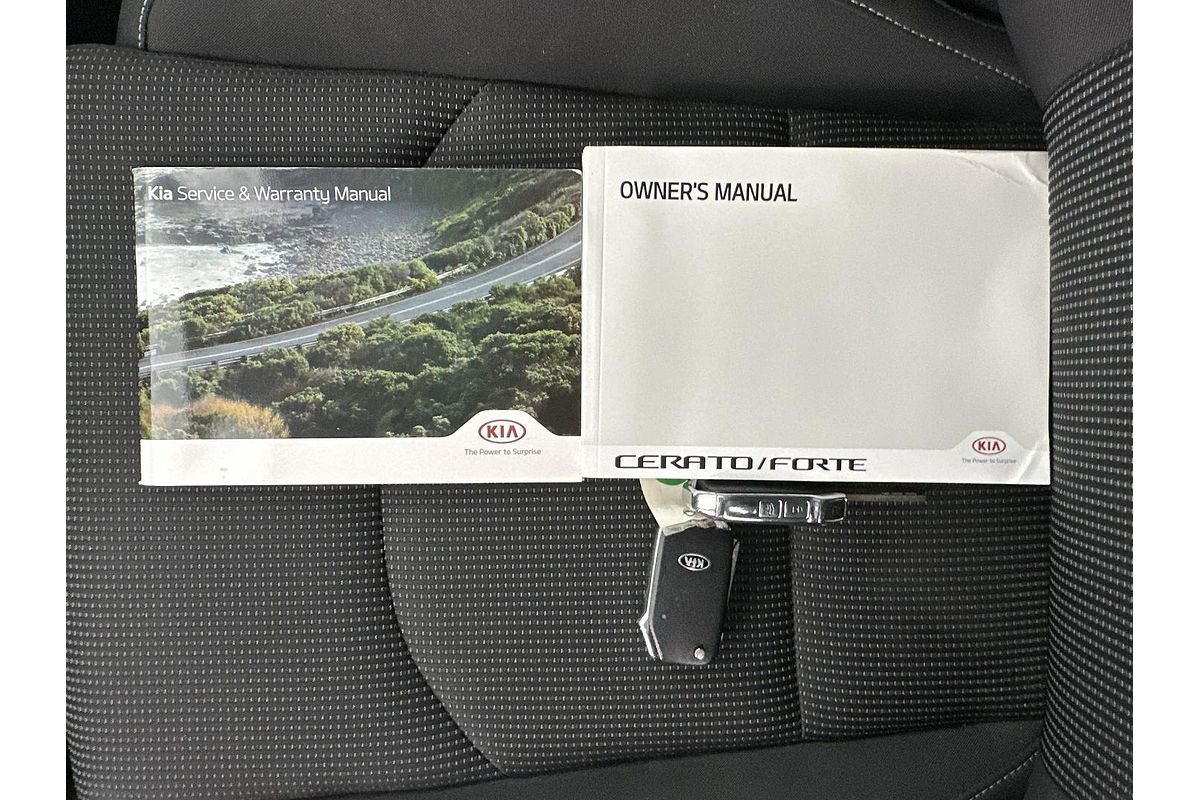 Kia Service & Warranty Manual
KIA
The Power to Surprise
OWNER'S MANUAL
CERATO/FORTE
KIA
The Power to Surprise
KIA